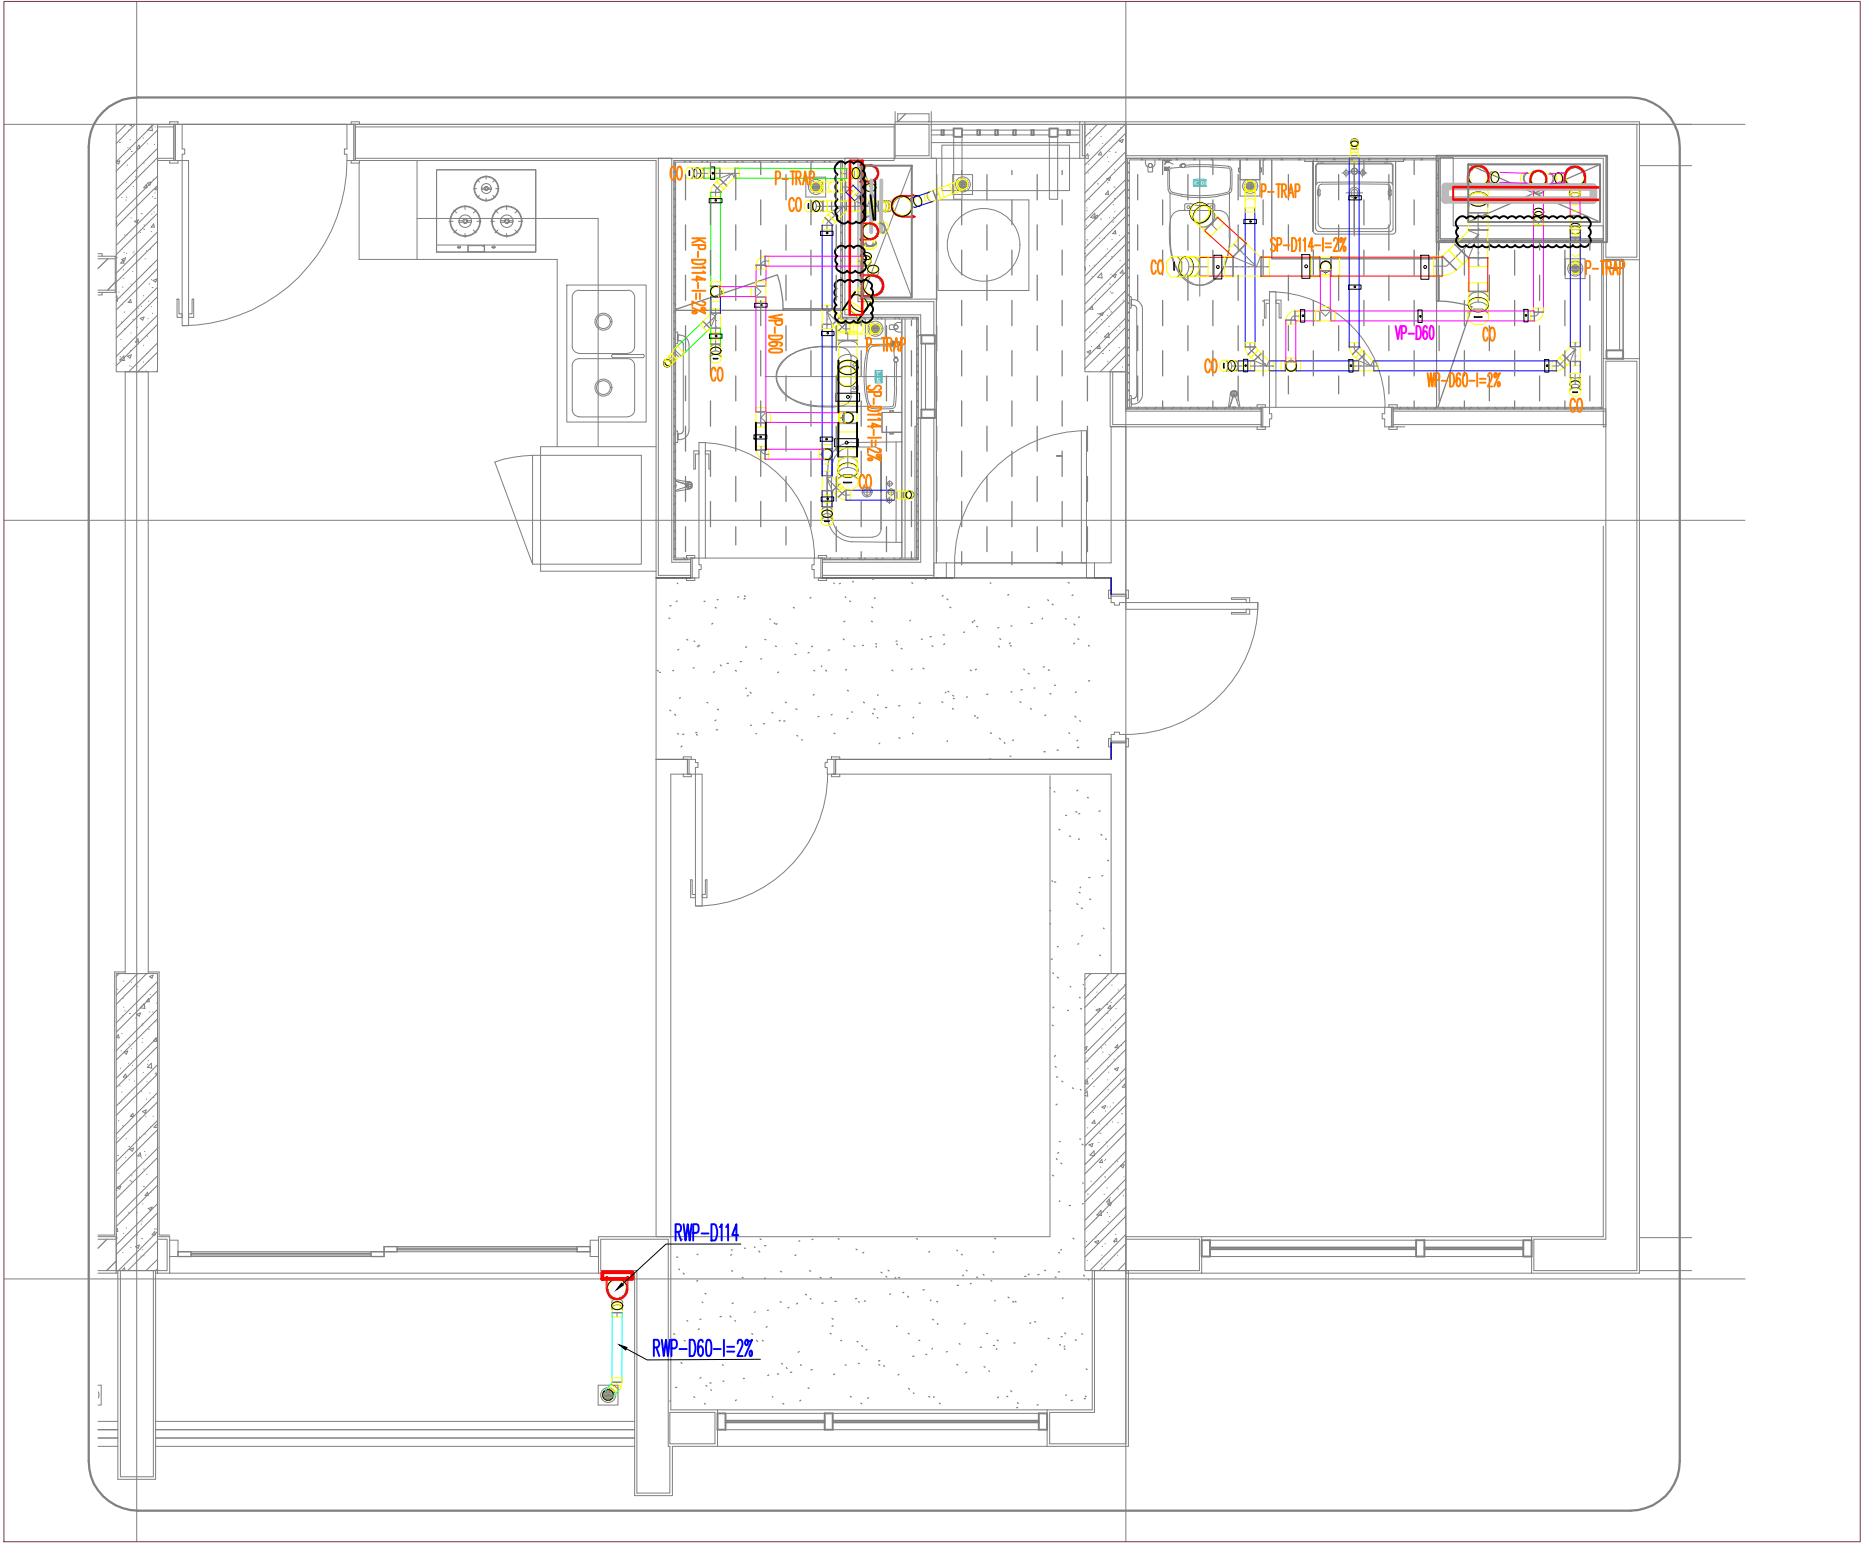 CO
P-TRAP
P-TRAP
CO
KP-D114-I=2%
SP-D114-I=2%
CO
P-TRAP
VP-D60
VP-D60
P-TRAP
CO
CO
CO
WP-D60-I=2%
SP-D114-I=2%
CO
CO
RWP-D114
RWP-D60-I=2%